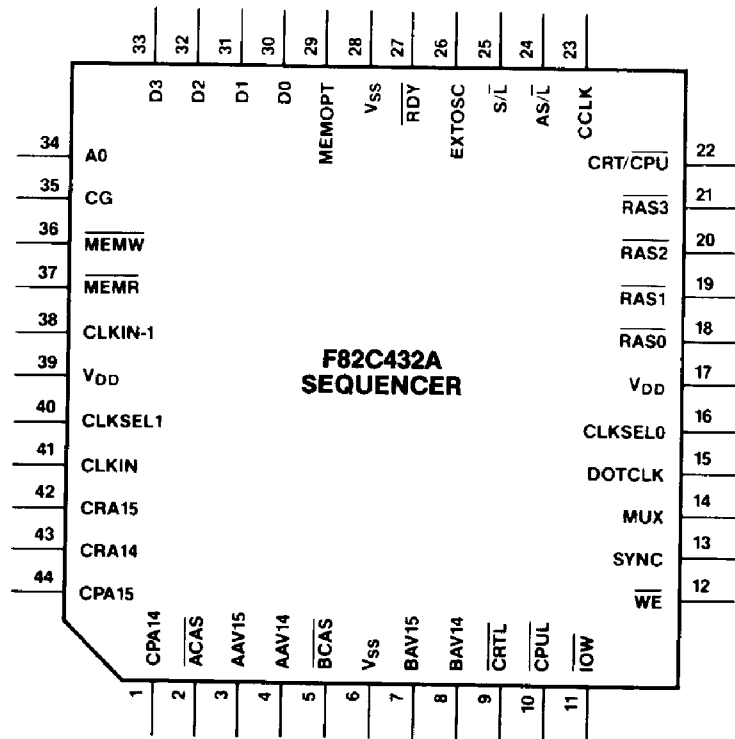 33 32 31 30 29 28 27 26 25 24 23
D3 D2 D1 D0 MEMOPT VSS RDY EXTOSC S/L AS/L CCLK
34 A0
35 CG
36 MEMW
37 MEMR
38 CLKIN-1
39 VDD
40 CLKSEL1
41 CLKIN
42 CRA15
43 CRA14
44 CPA15
F82C432A
SEQUENCER
CRT/CPU 22
RAS3 21
RAS2 20
RAS1 19
RAS0 18
VDD 17
CLKSEL0 16
DOTCLK 15
MUX 14
SYNC 13
WE 12
CPA14 ACAS AAV15 AAV14 BCAS VSS BAV15 BAV14 CRTL CPUL IOW
1 2 3 4 5 6 7 8 9 10 11